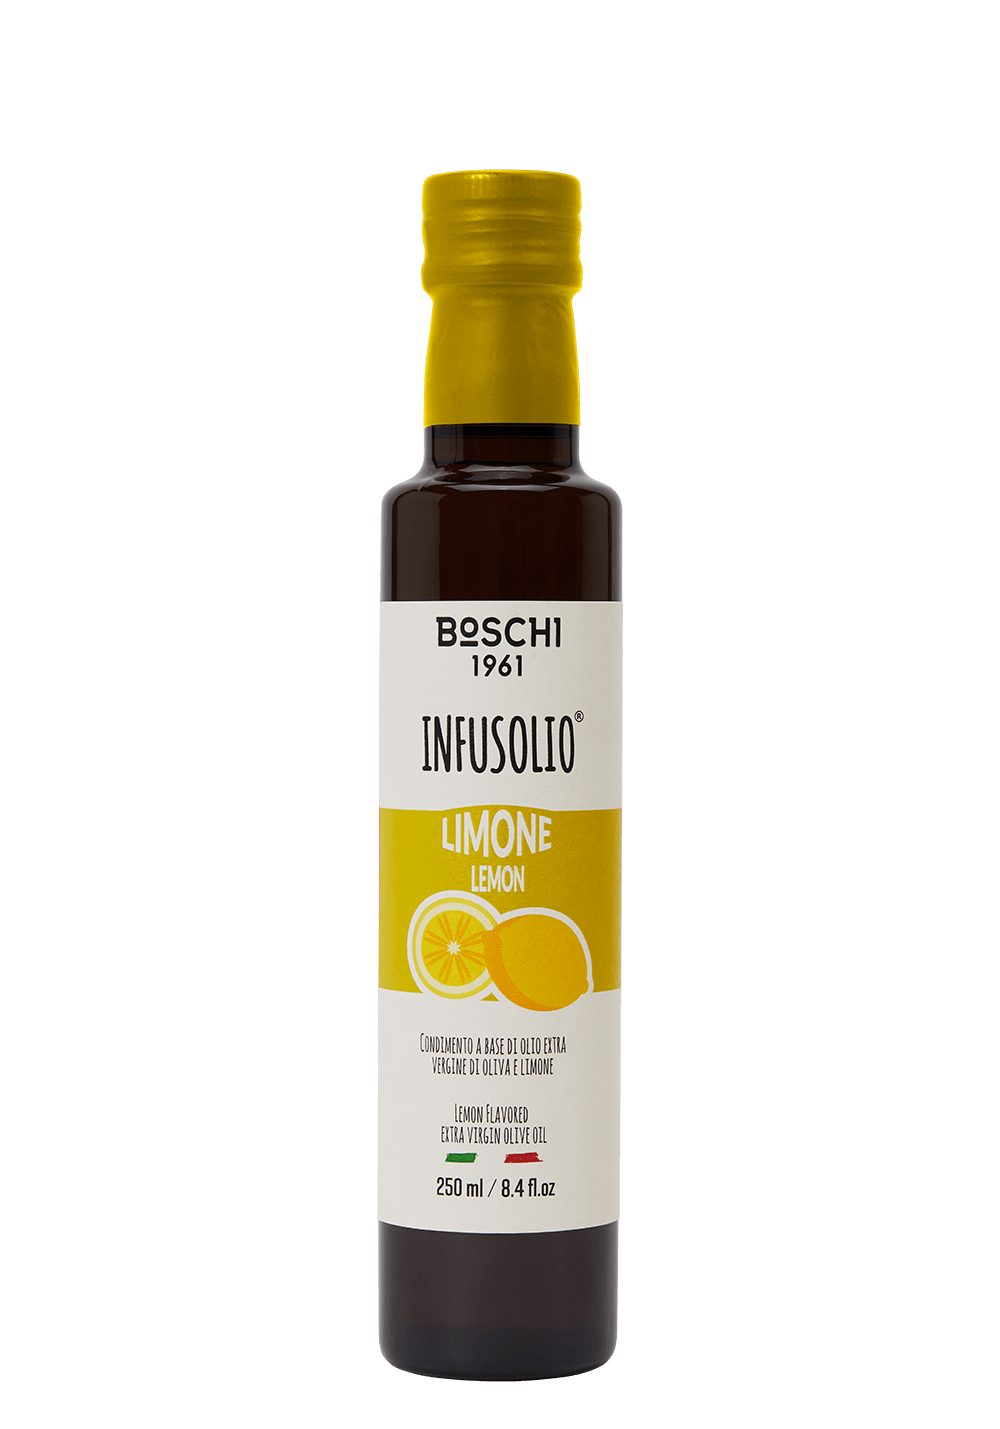 BoSCHI
1961
INFUSOLIO®
LIMONE
LEMON
CONDIMENTO A BASE DI OLIO EXTRA
VERGINE DI OLIVA E LIMONE
LEMON FLAVORED
EXTRA VIRGIN OLIVE OIL
250 ml / 8.4 fl.oz